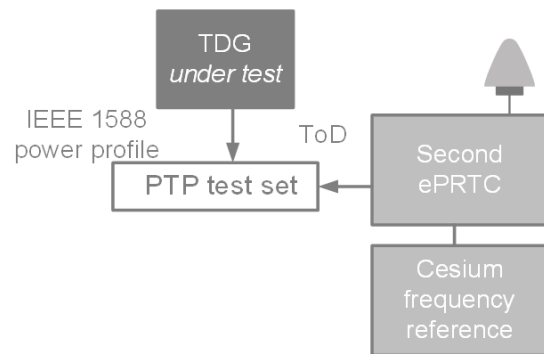 TDG
under test
IEEE 1588
power profile
ToD
PTP test set
Second
ePRTC
Cesium
frequency
reference